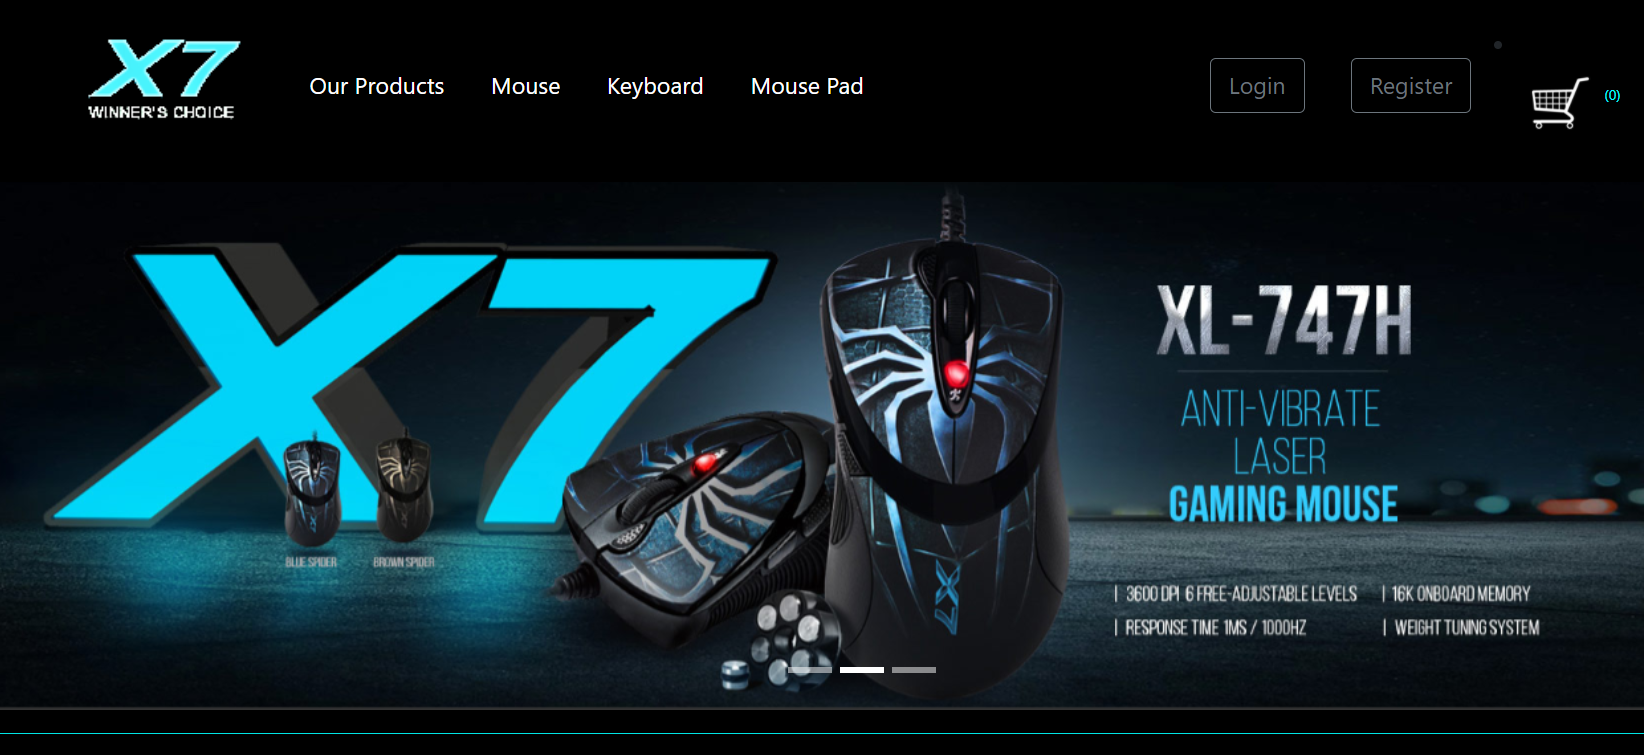 X7
WINNER'S CHOICE
Our Products
Mouse
Keyboard
Mouse Pad
Login
Register
(0)
X7
XL-747H
ANTI-VIBRATE
LASER
GAMING MOUSE
BLUE SPIDER
BROWN SPIDER
X7
| 3600 DPI 6 FREE-ADJUSTABLE LEVELS
| 16K ONBOARD MEMORY
| RESPONSE TIME 1MS / 1000HZ
| WEIGHT TUNING SYSTEM